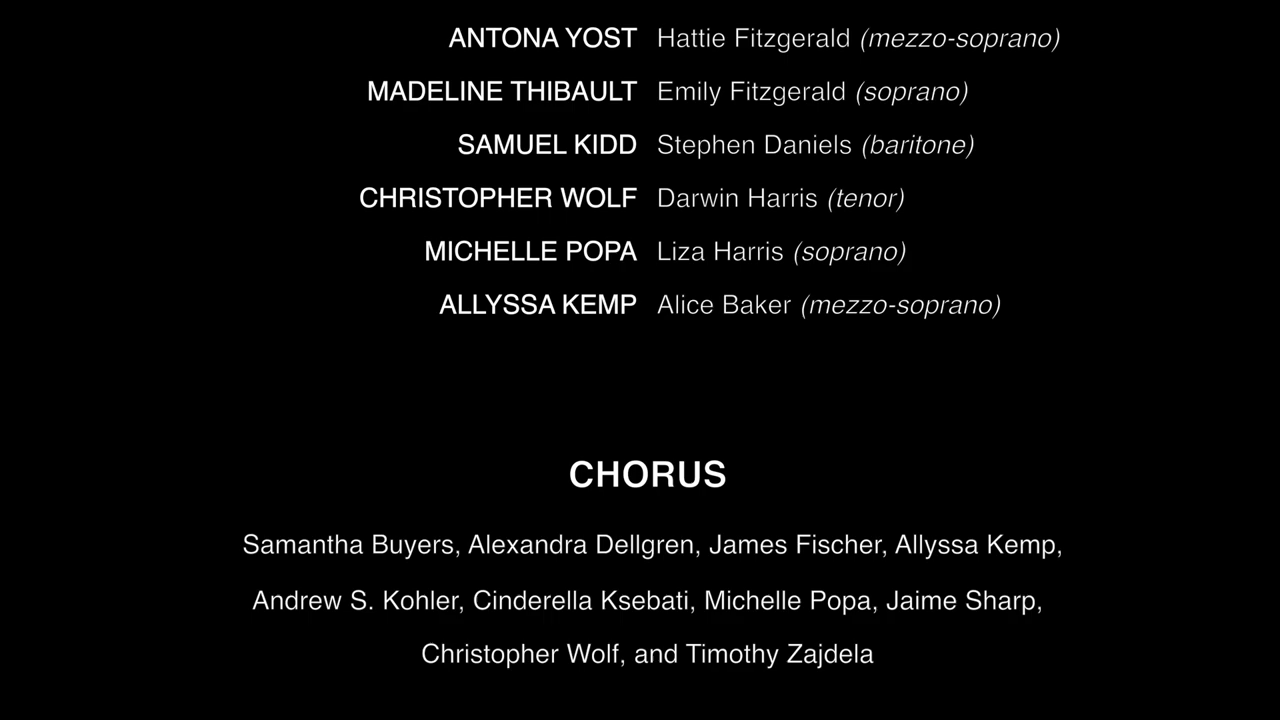 ANTONA YOST Hattie Fitzgerald (mezzo-soprano)
MADELINE THIBAULT Emily Fitzgerald (soprano)
SAMUEL KIDD Stephen Daniels (baritone)
CHRISTOPHER WOLF Darwin Harris (tenor)
MICHELLE POPA Liza Harris (soprano)
ALLYSSA KEMP Alice Baker (mezzo-soprano)
CHORUS
Samantha Buyers, Alexandra Dellgren, James Fischer, Allyssa Kemp,
Andrew S. Kohler, Cinderella Ksebati, Michelle Popa, Jaime Sharp,
Christopher Wolf, and Timothy Zajdela